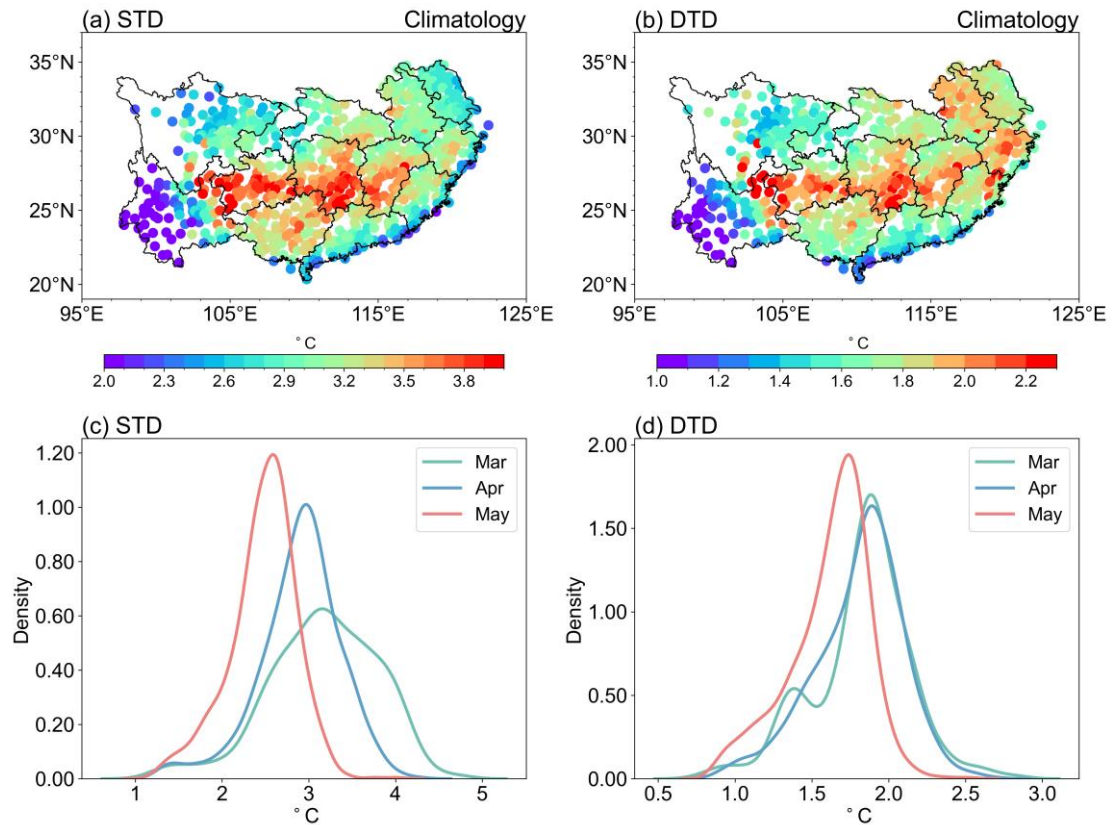 (a) STD Climatology
35°N
30°N
25°N
20°N
95°E 105°E 115°E 125°E
°C
2.0 2.3 2.6 2.9 3.2 3.5 3.8
(b) DTD Climatology
35°N
30°N
25°N
20°N
95°E 105°E 115°E 125°E
°C
1.0 1.2 1.4 1.6 1.8 2.0 2.2
(c) STD
1.20
1.00
0.80
0.60
0.40
0.20
0.00
Density
Mar
Apr
May
1 2 3 4 5
°C
(d) DTD
2.00
1.50
1.00
0.50
0.00
Density
Mar
Apr
May
0.5 1.0 1.5 2.0 2.5 3.0
°C